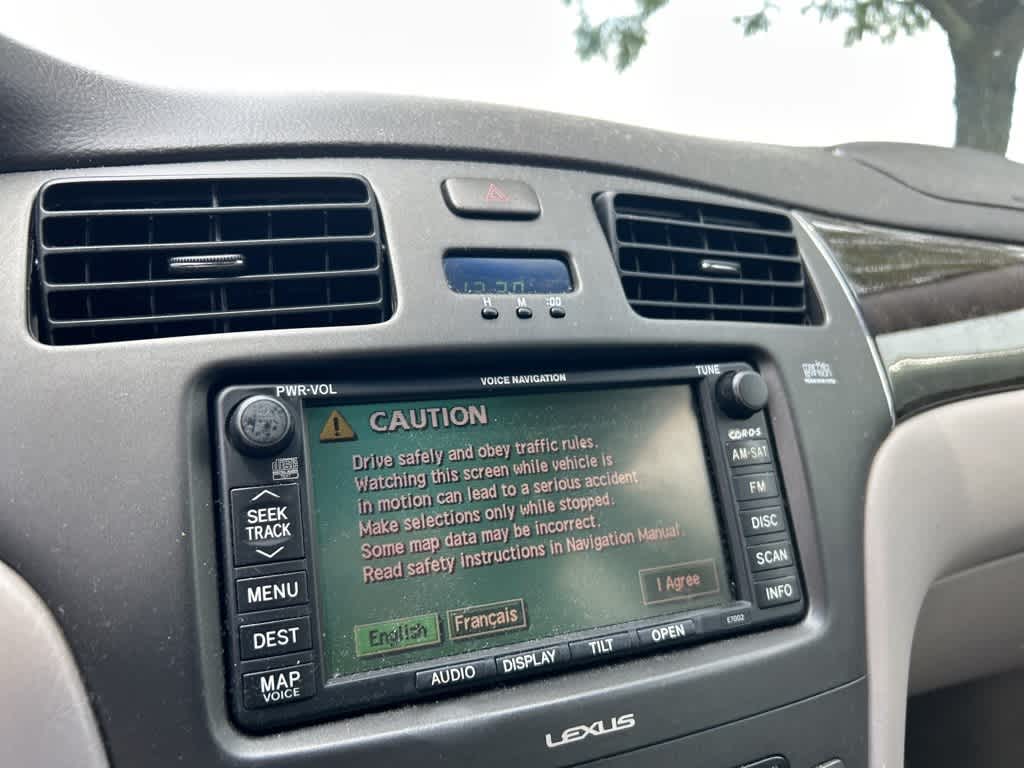 H M :00
PWR·VOL
VOICE NAVIGATION
TUNE
CAUTION
Drive safely and obey traffic rules.
Watching this screen while vehicle is
in motion can lead to a serious accident
Make selections only while stopped.
Some map data may be incorrect.
Read safety instructions in Navigation Manual.
I Agree
English
Français
SEEK
TRACK
MENU
DEST
MAP
VOICE
AM·SAT
FM
DISC
SCAN
INFO
E7002
AUDIO
DISPLAY
TILT
OPEN
LEXUS